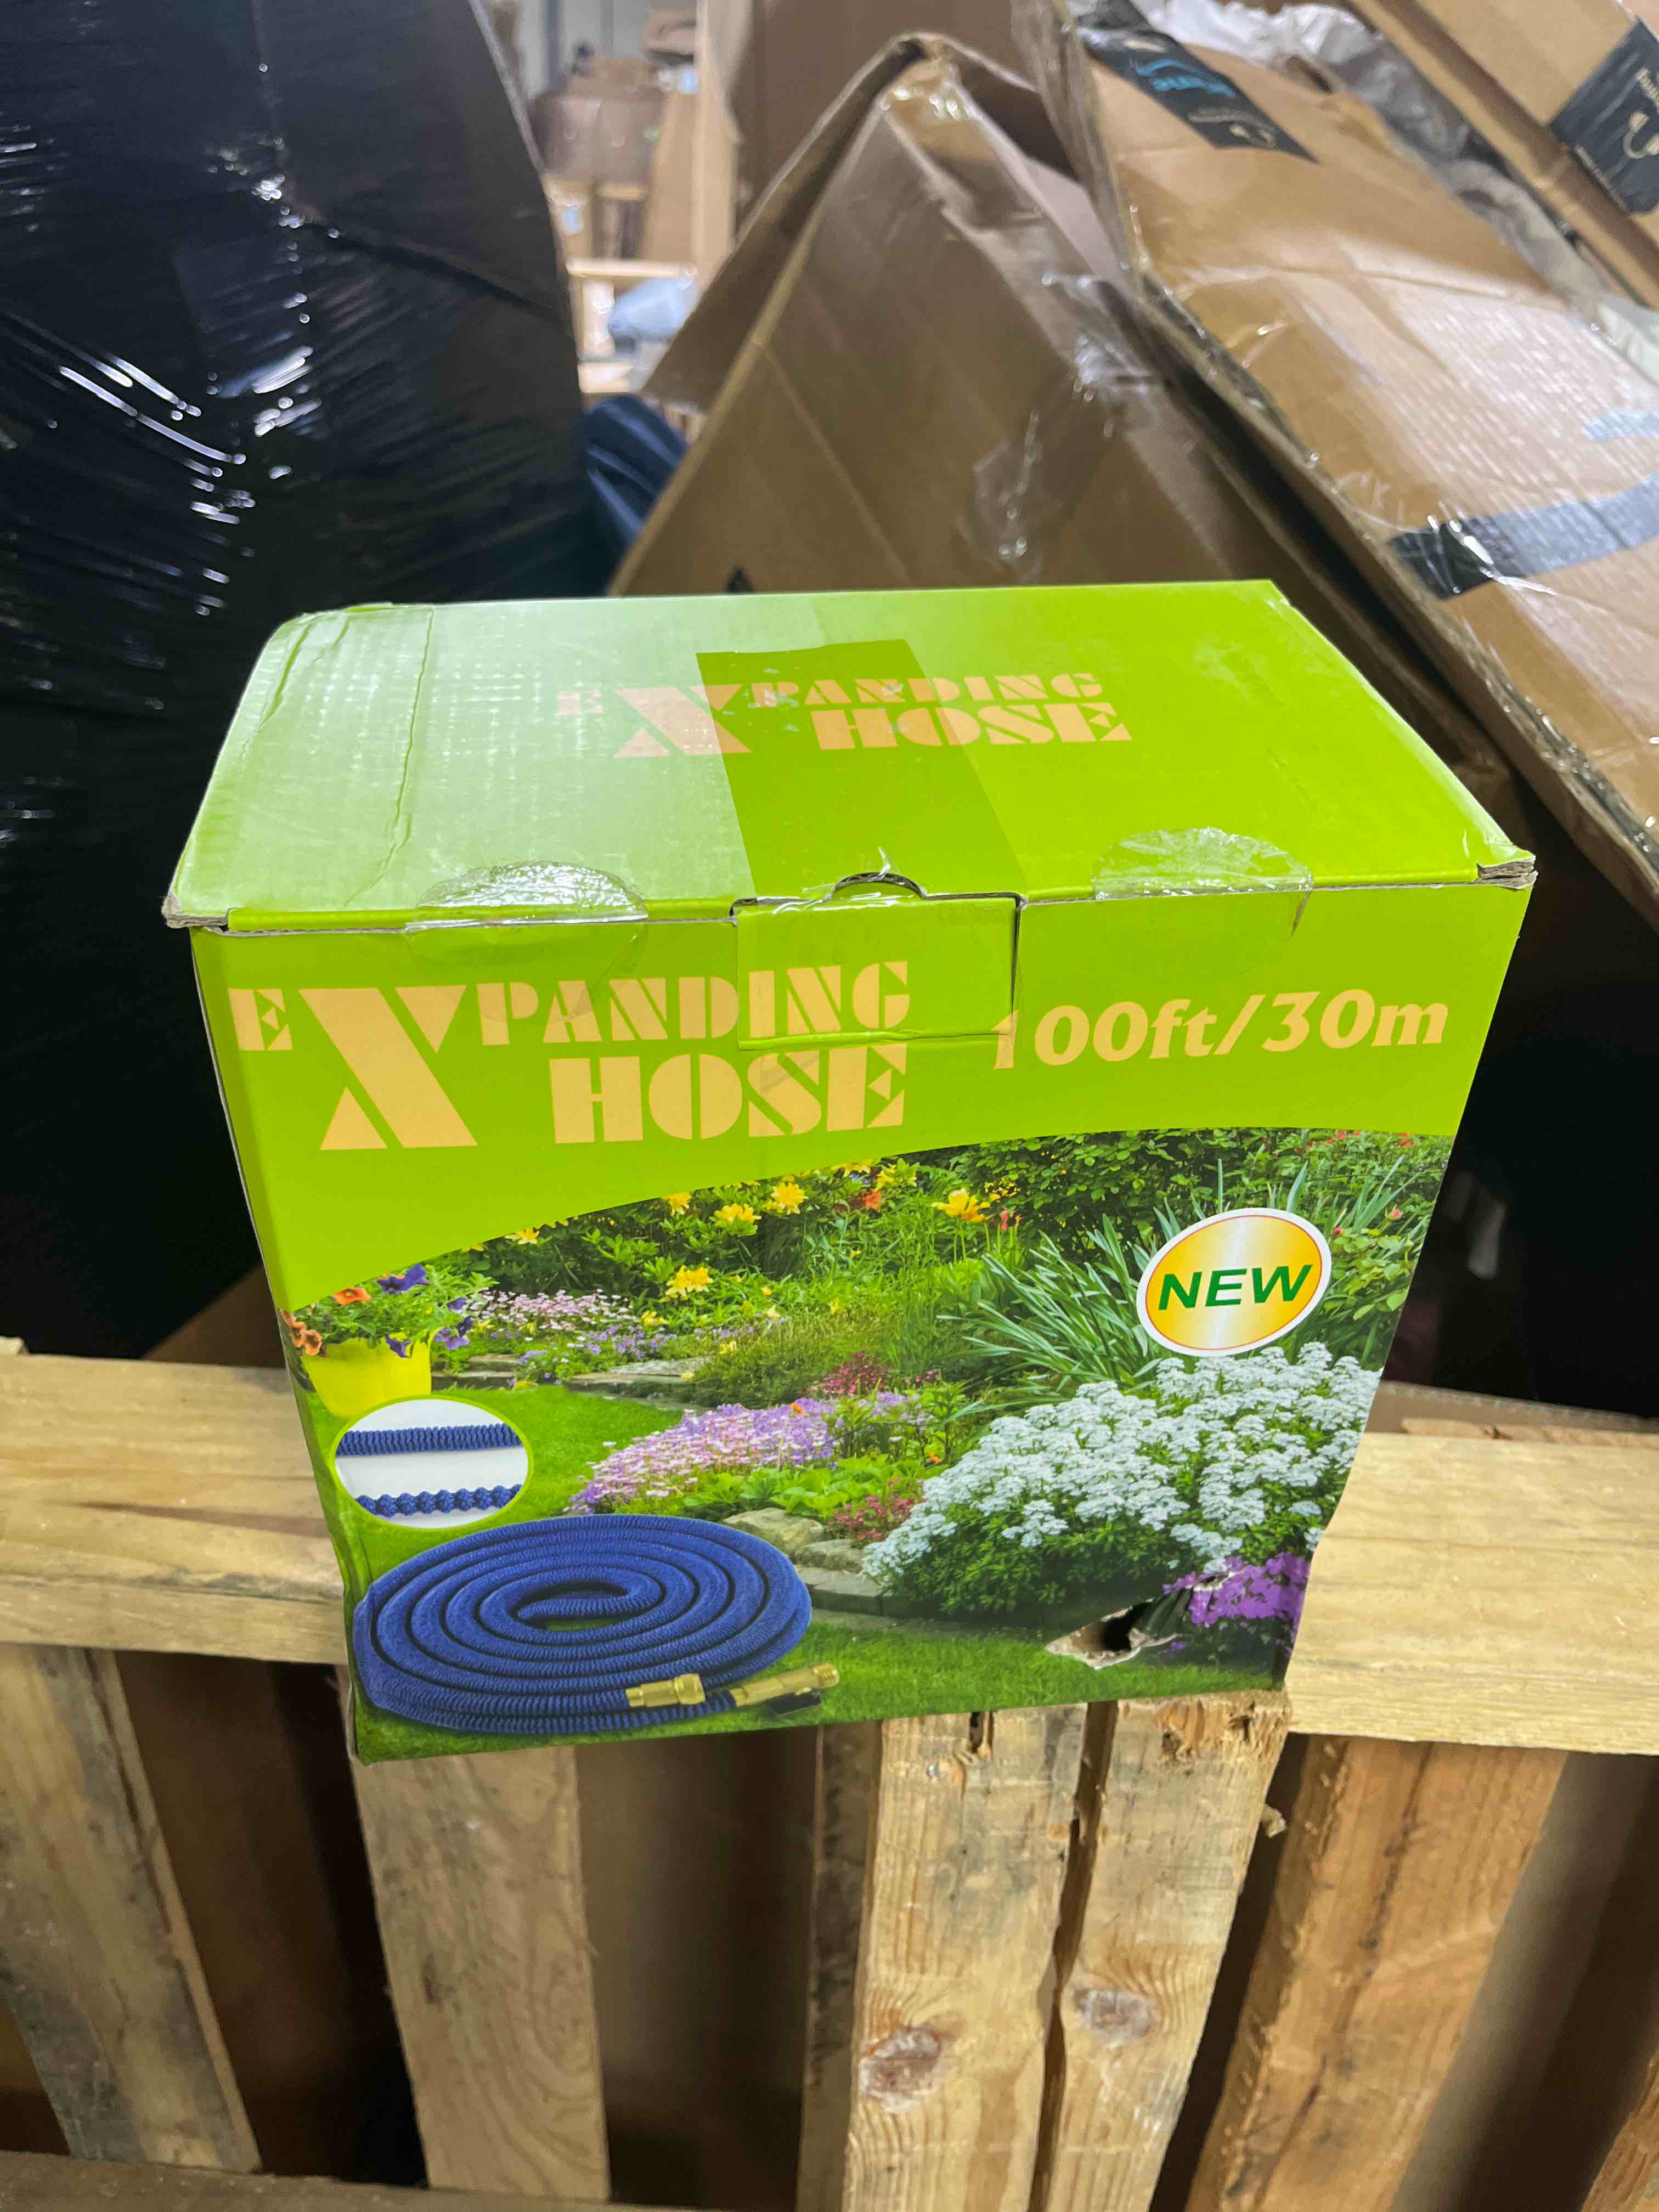 EXPANDING
HOSE
EXPANDING
HOSE
100ft/30m
NEW